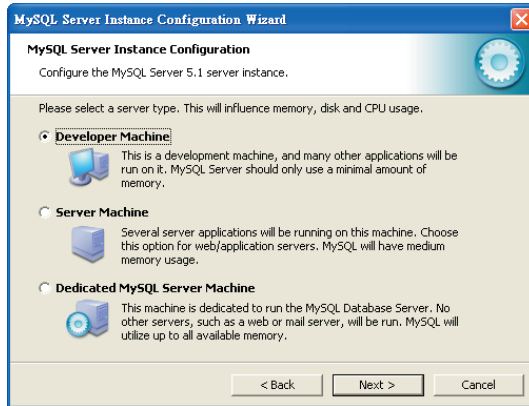 MySQL Server Instance Configuration Wizard
MySQL Server Instance Configuration
Configure the MySQL Server 5.1 server instance.
Please select a server type. This will influence memory, disk and CPU usage.
Developer Machine
This is a development machine, and many other applications will be
run on it. MySQL Server should only use a minimal amount of
memory.
Server Machine
Several server applications will be running on this machine. Choose
this option for web/application servers. MySQL will have medium
memory usage.
Dedicated MySQL Server Machine
This machine is dedicated to run the MySQL Database Server. No
other servers, such as a web or mail server, will be run. MySQL will
utilize up to all available memory.
< Back
Next >
Cancel